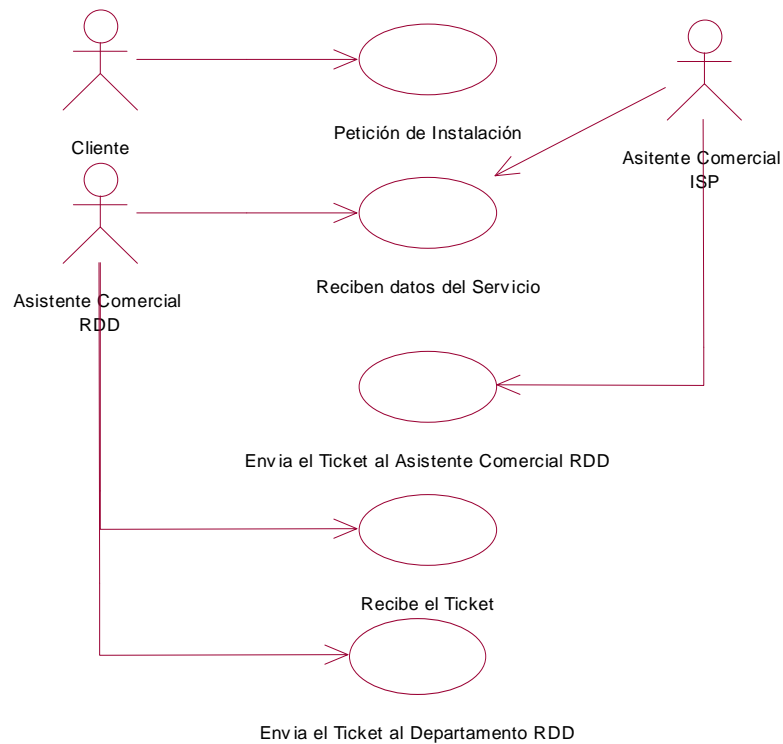 Petición de Instalación
Cliente
Asitente Comercial
ISP
Reciben datos del Servicio
Asistente Comercial
RDD
Envia el Ticket al Asistente Comercial RDD
Recibe el Ticket
Envia el Ticket al Departamento RDD